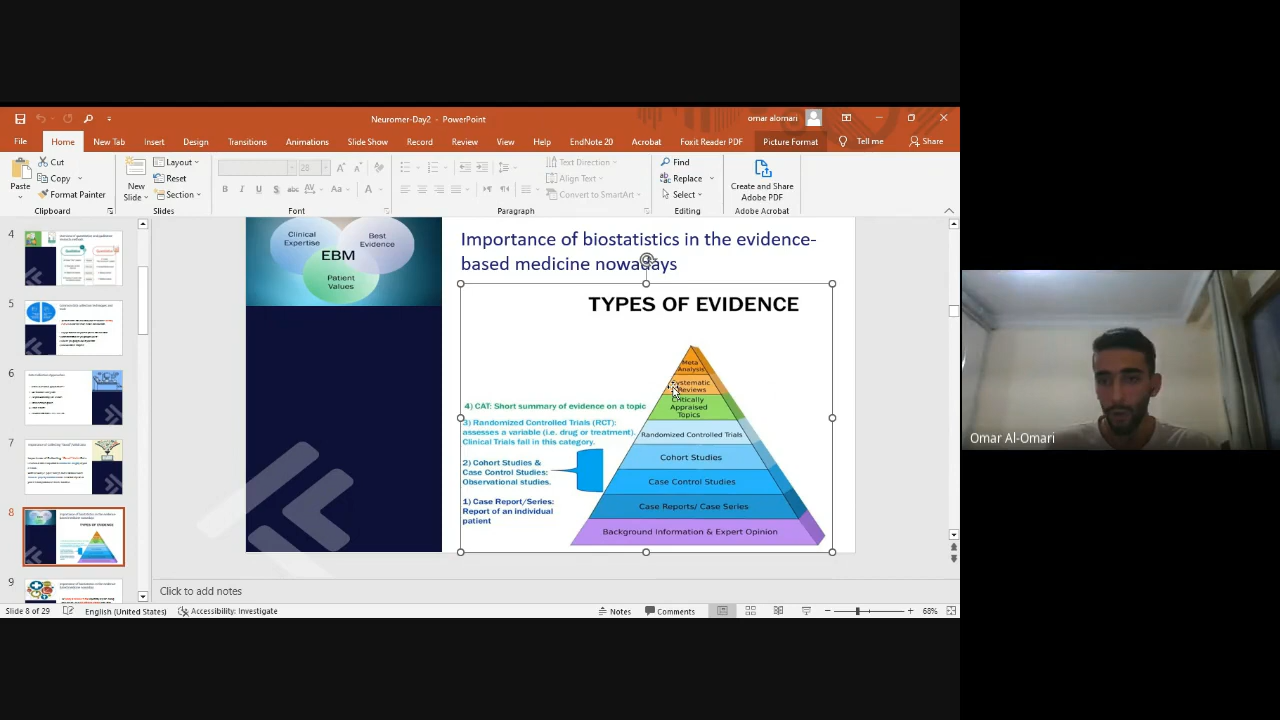 Neuromer-Day2 - PowerPoint
omar alomari
File
Home
New Tab
Insert
Design
Transitions
Animations
Slide Show
Record
Review
View
Help
EndNote 20
Acrobat
Foxit Reader PDF
Picture Format
Tell me
Share
Paste
Cut
Copy
Format Painter
Clipboard
New
Slide
Layout
Reset
Section
Slides
28
Font
Text Direction
Align Text
Convert to SmartArt
Paragraph
Find
Replace
Select
Editing
Create and Share
Adobe PDF
Adobe Acrobat
4
5
6
7
8
9
Clinical
Expertise
Best
Evidence
EBM
Patient
Values
Importance of biostatistics in the evidence-
based medicine nowadays
TYPES OF EVIDENCE
Meta
Analysis
Systematic
Reviews
Critically
Appraised
Topics
Randomized Controlled Trials
Cohort Studies
Case Control Studies
Case Reports/ Case Series
Background Information & Expert Opinion
4) CAT: Short summary of evidence on a topic
3) Randomized Controlled Trials (RCT):
assesses a variable (i.e. drug or treatment).
Clinical Trials fall in this category.
2) Cohort Studies &
Case Control Studies:
Observational studies.
1) Case Report/Series:
Report of an individual
patient
Click to add notes
Slide 8 of 29
English (United States)
Accessibility: Investigate
Notes
Comments
68%
Omar Al-Omari